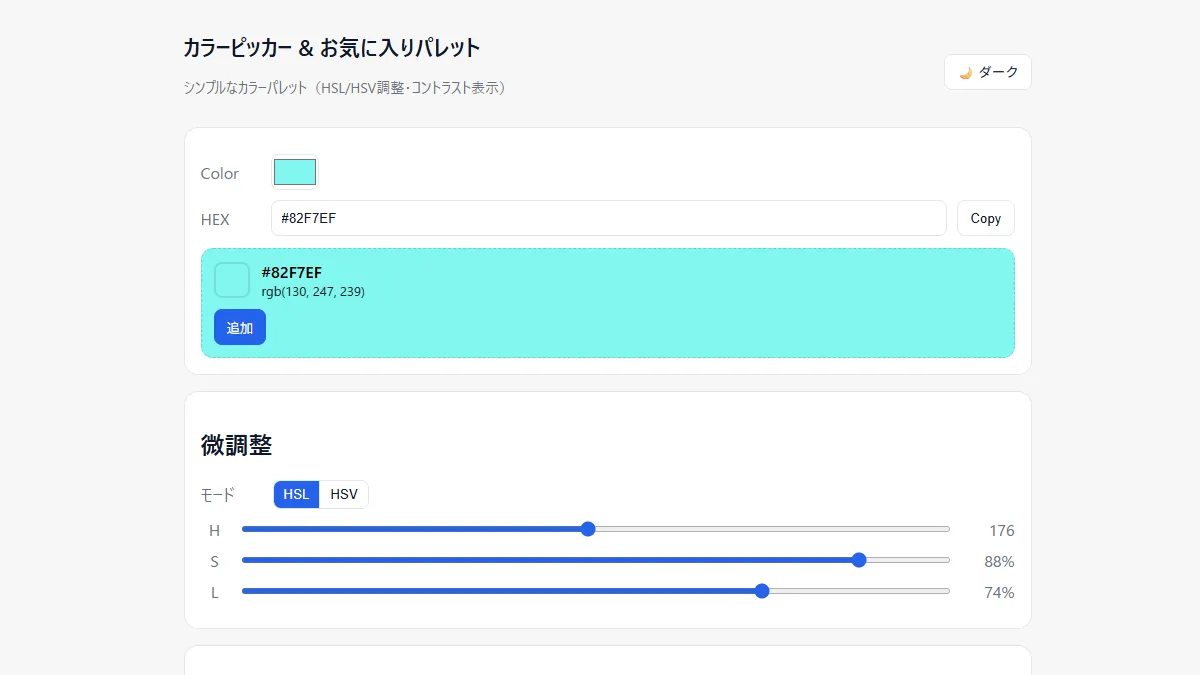 カラーピッカー & お気に入りパレット
シンプルなカラーパレット（HSL/HSV調整・コントラスト表示）
🌙 ダーク
Color
HEX
#82F7EF
Copy
#82F7EF
rgb(130, 247, 239)
追加
微調整
モード
HSL HSV
H 176
S 88%
L 74%